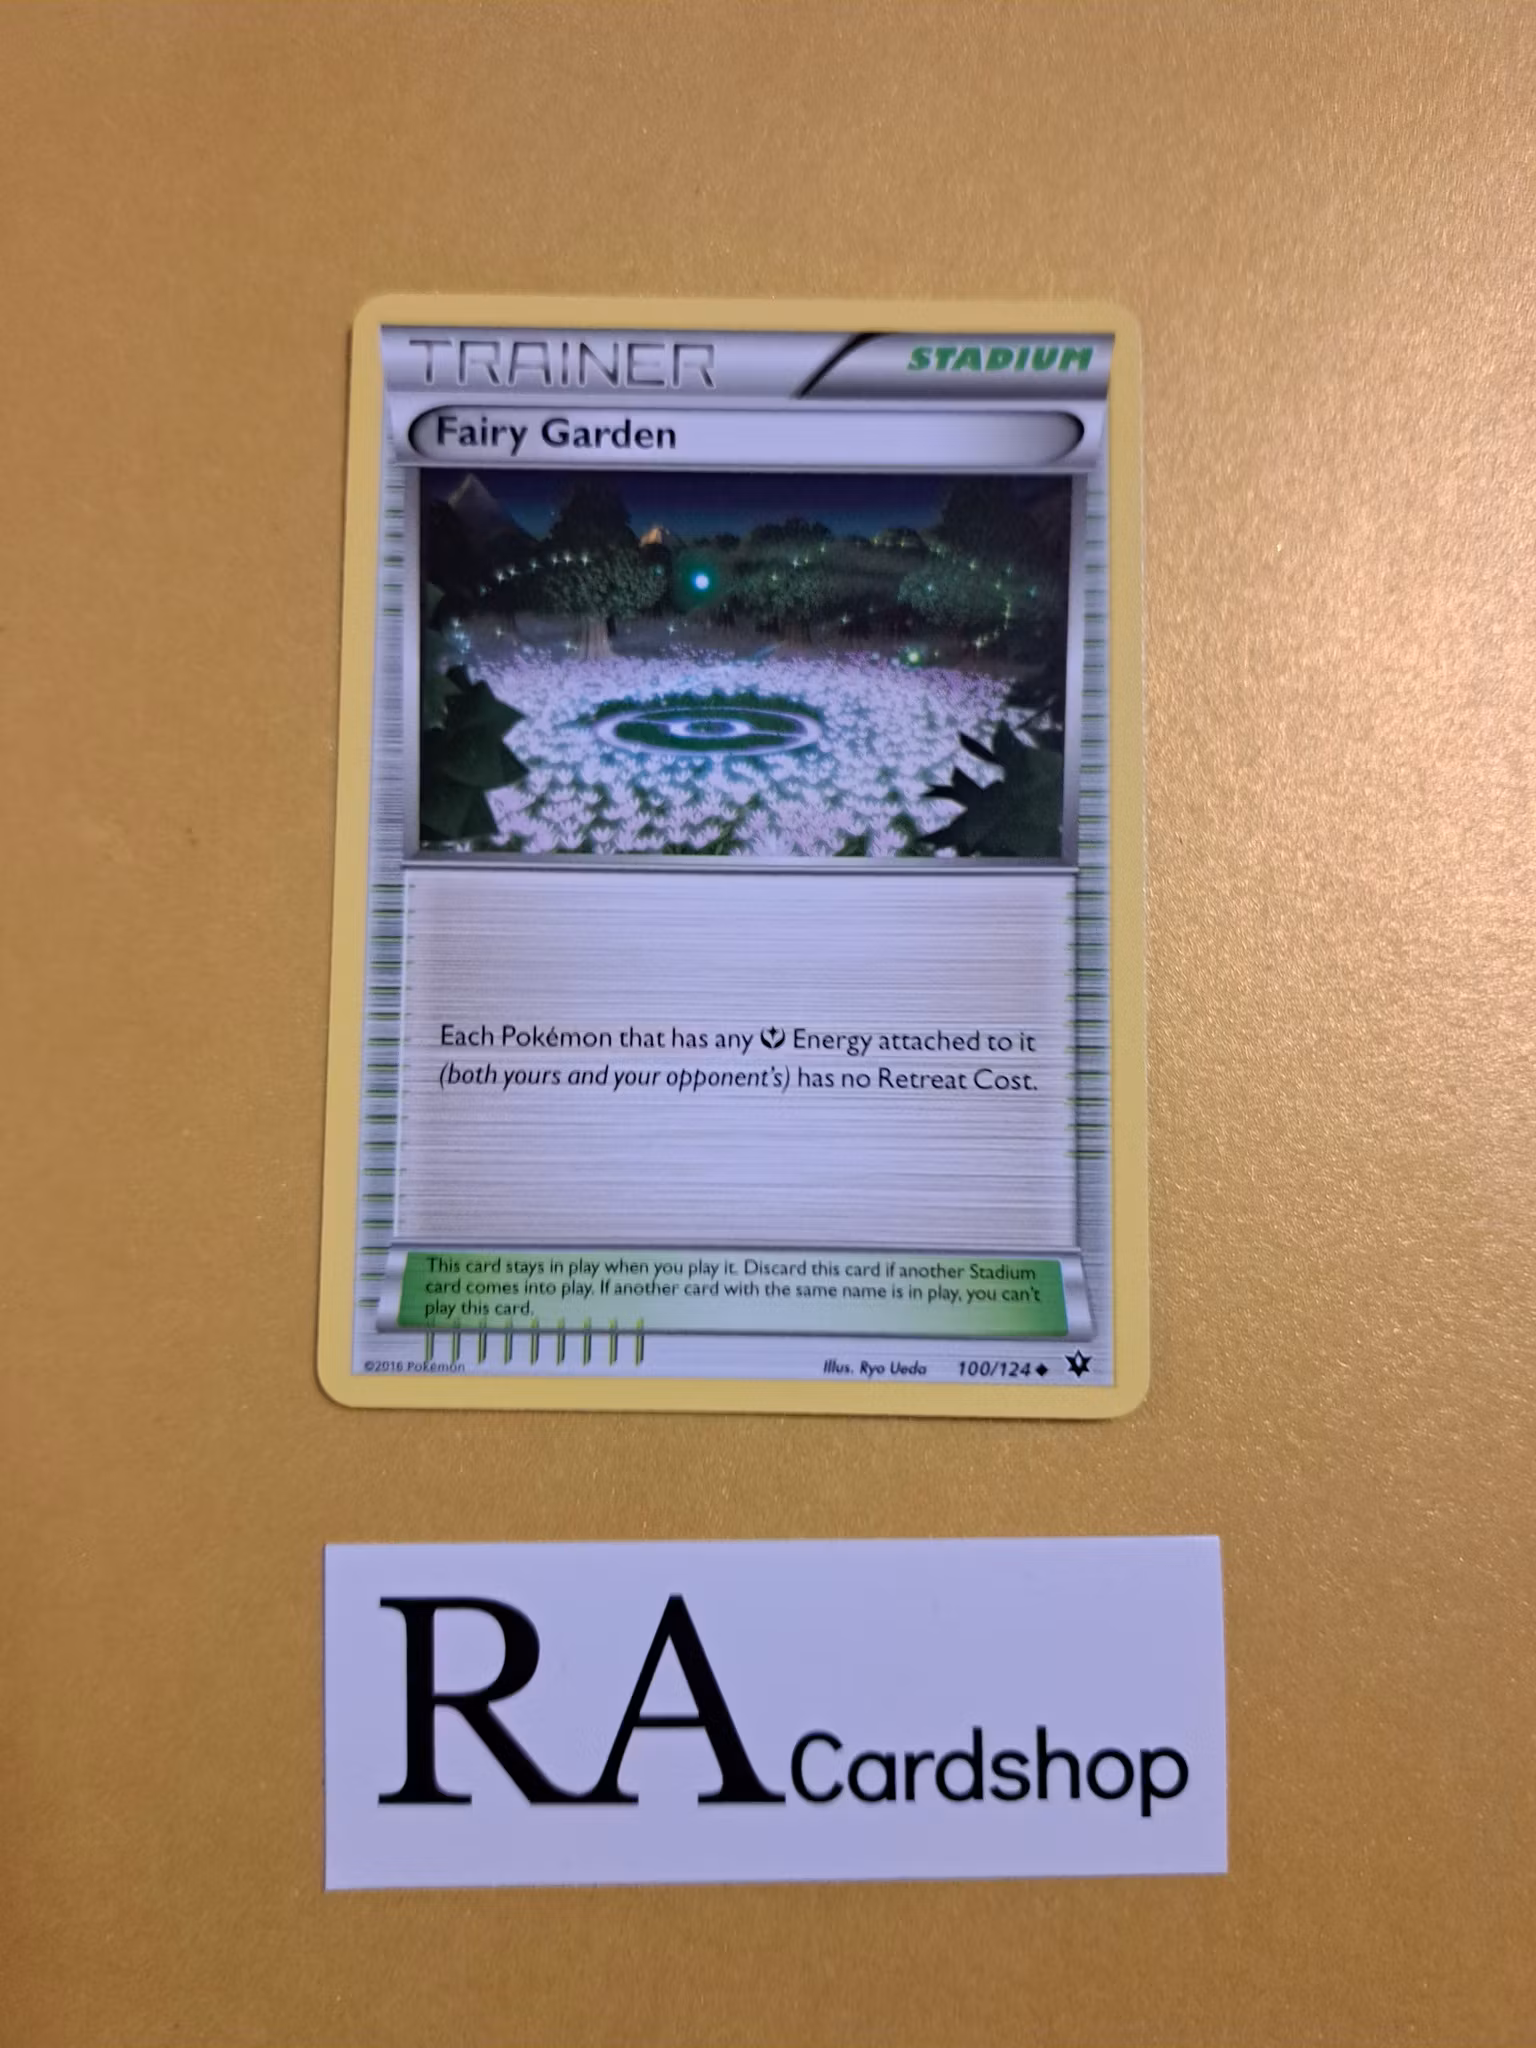 TRAINER
STADIUM
Fairy Garden
Each Pokémon that has any Energy attached to it
(both yours and your opponent's) has no Retreat Cost.
This card stays in play when you play it. Discard this card if another Stadium
card comes into play. If another card with the same name is in play, you can't
play this card.
©2016 Pokémon
Illus. Ryo Ueda
100/124
RA Cardshop